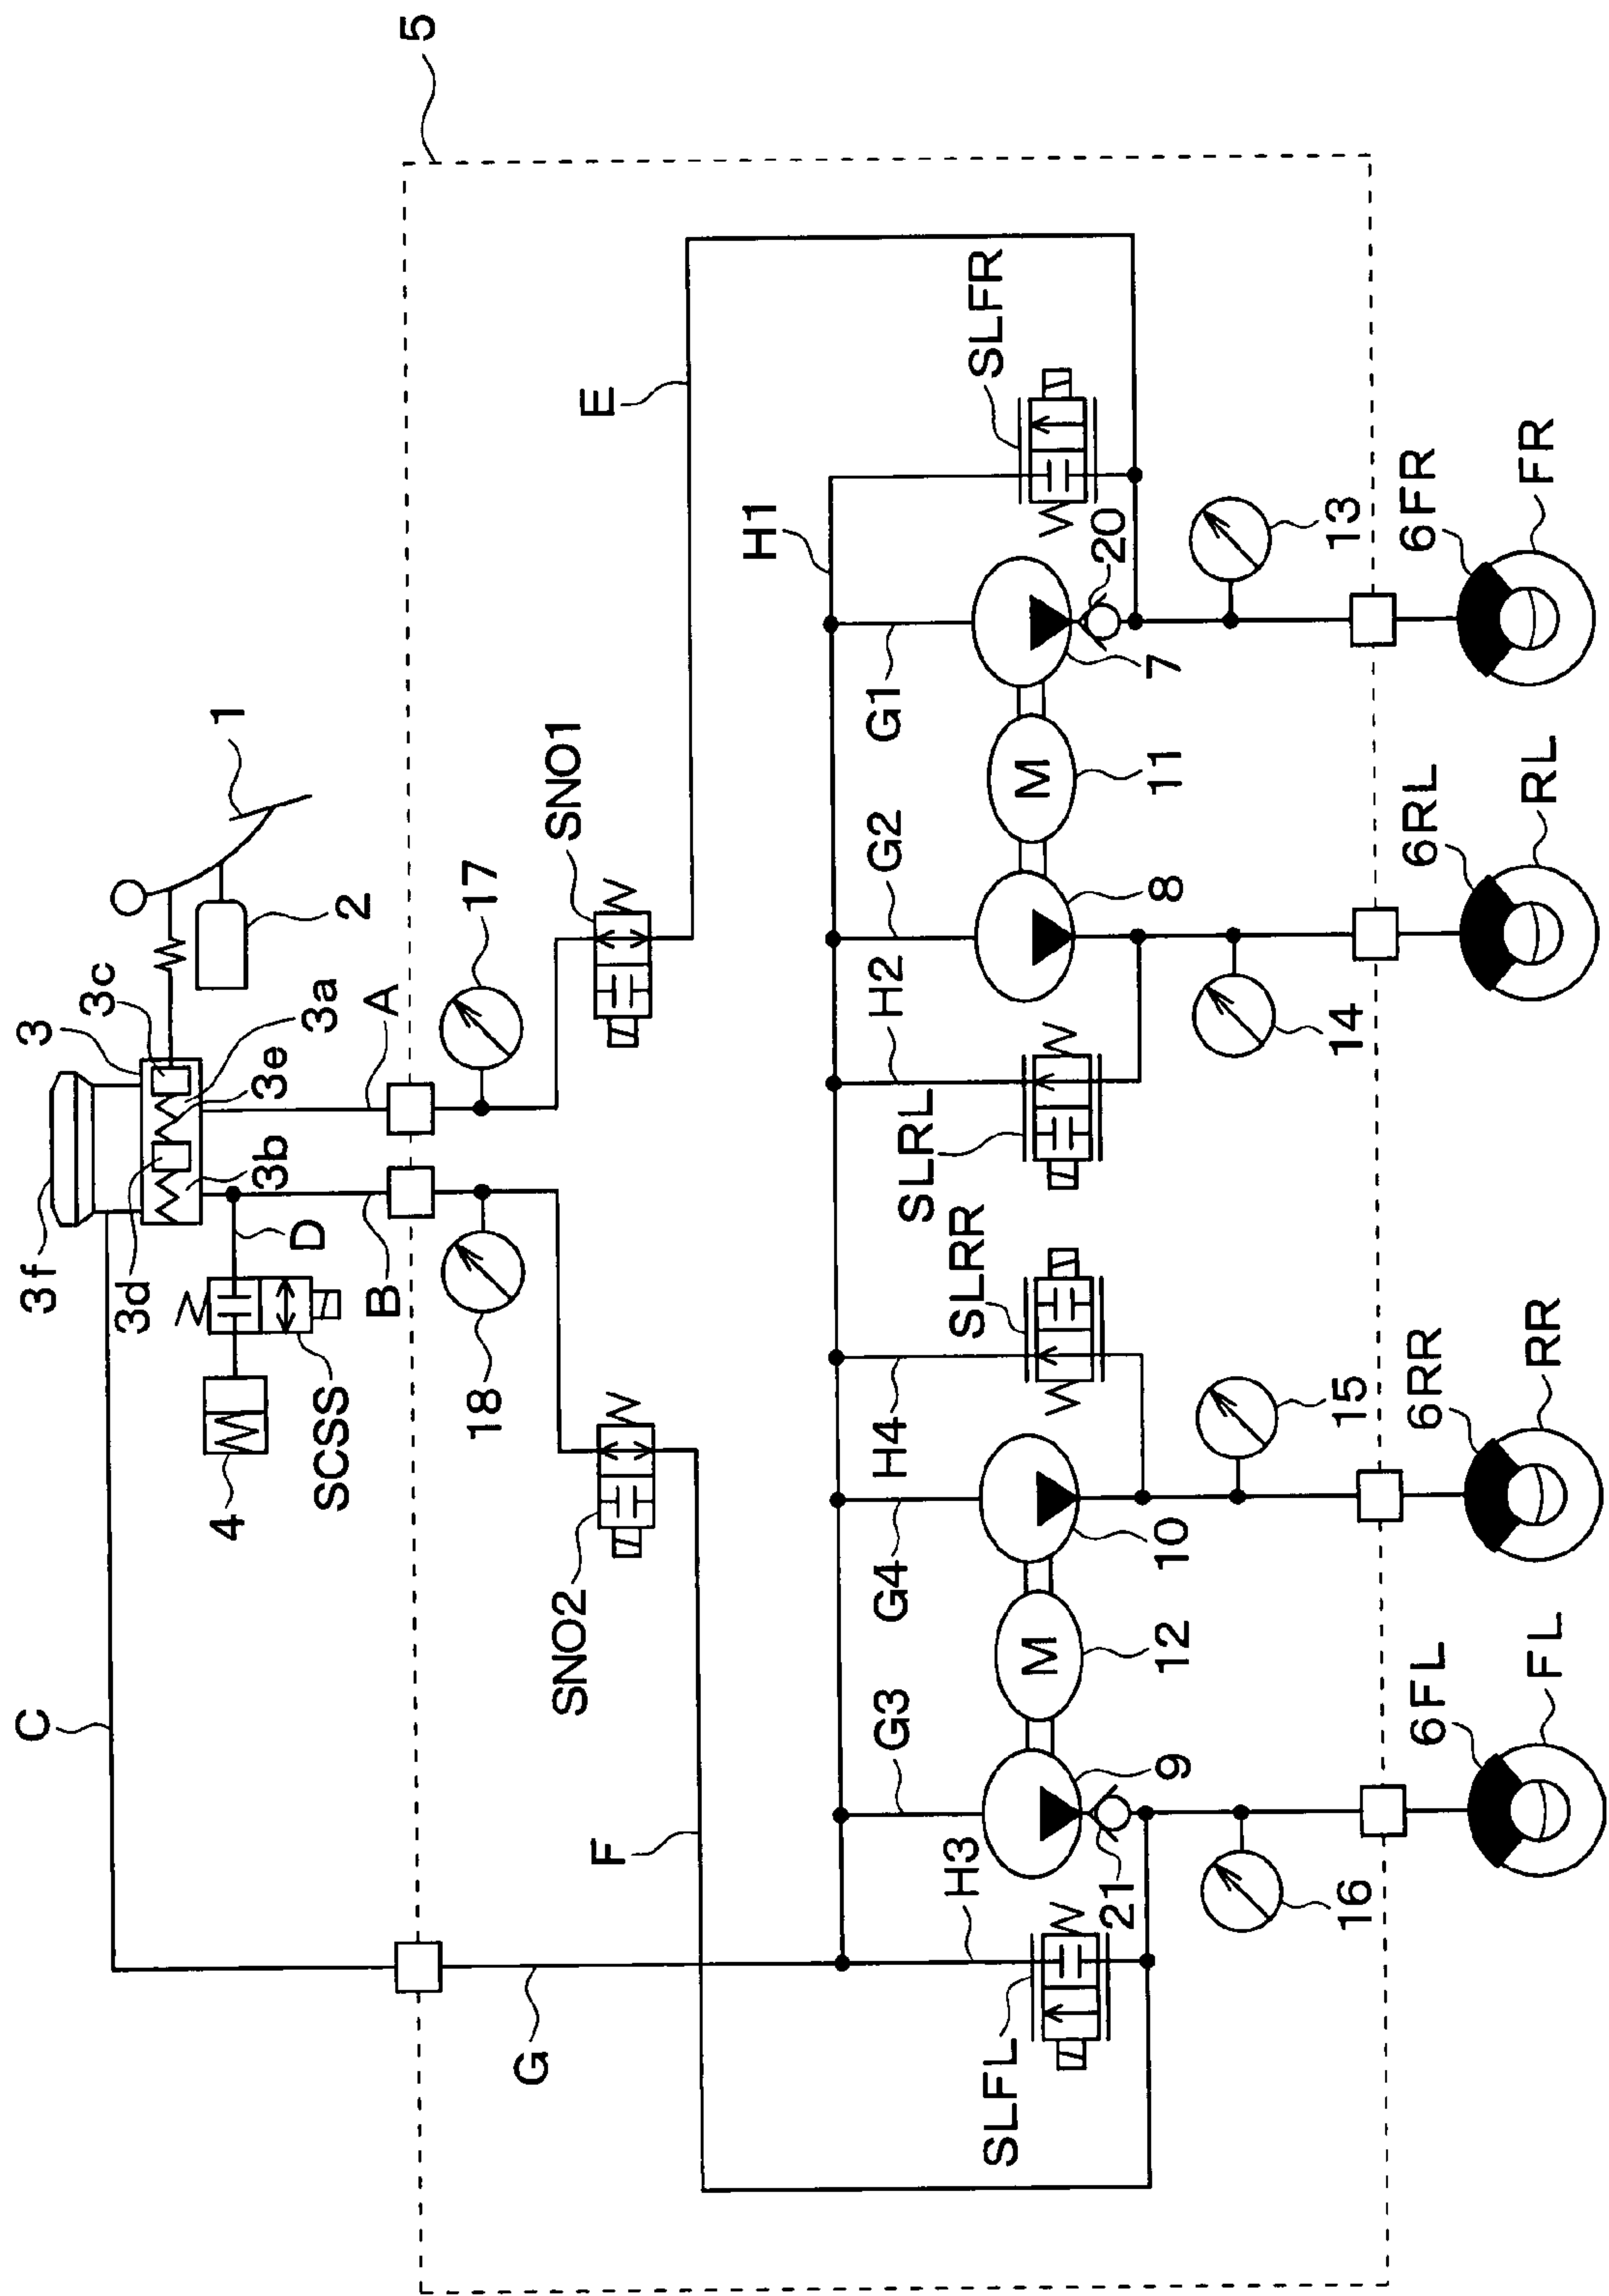 5
1
2
3
3c
3a
3e
3b
3d
3f
A
B
C
D
SCSS
4
17
18
SNO1
SNO2
E
F
G
H1
SLFR
G1
G2
H2
SLRL
SLRR
H4
G4
G3
H3
SLFL
20
7
M
11
8
10
M
12
9
21
13
14
15
16
6FR
FR
6RL
RL
6RR
RR
6FL
FL